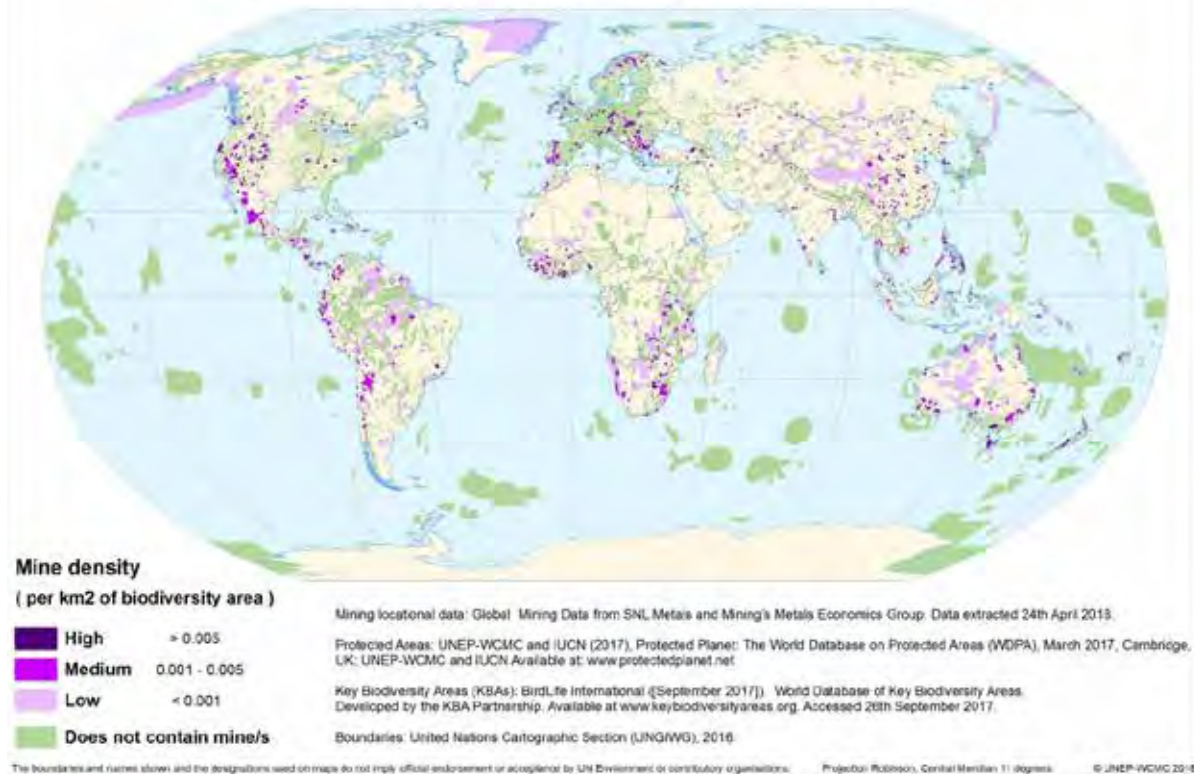 Mine density
( per km2 of biodiversity area )
High > 0.005
Medium 0.001 - 0.005
Low < 0.001
Does not contain mine/s
Mining locational data: Global Mining Data from SNL Metals and Mining's Metals Economics Group. Data extracted 24th April 2013.
Protected Areas: UNEP-WCMC and IUCN (2017), Protected Planet: The World Database on Protected Areas (WDPA), March 2017, Cambridge,
UK: UNEP-WCMC and IUCN Available at: www.protectedplanet.net
Key Biodiversity Areas (KBAs): BirdLife International ([September 2017]). World Database of Key Biodiversity Areas.
Developed by the KBA Partnership. Available at www.keybiodiversityareas.org. Accessed 26th September 2017.
Boundaries: United Nations Cartographic Section (UNGIWG), 2016.
The boundaries and names shown and the designations used on maps do not imply official endorsement or acceptance by UN Environment or contributory organisations. Projection Robinson, Central Meridian 11 degrees. © UNEP-WCMC